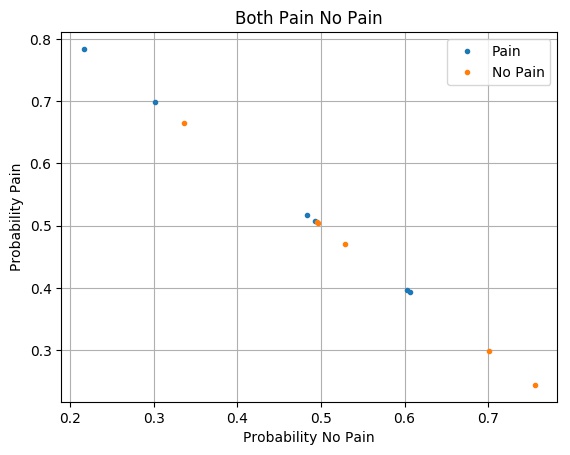 Both Pain No Pain
Pain
No Pain
0.8
0.7
0.6
0.5
0.4
0.3
Probability Pain
0.2
0.3
0.4
0.5
0.6
0.7
Probability No Pain